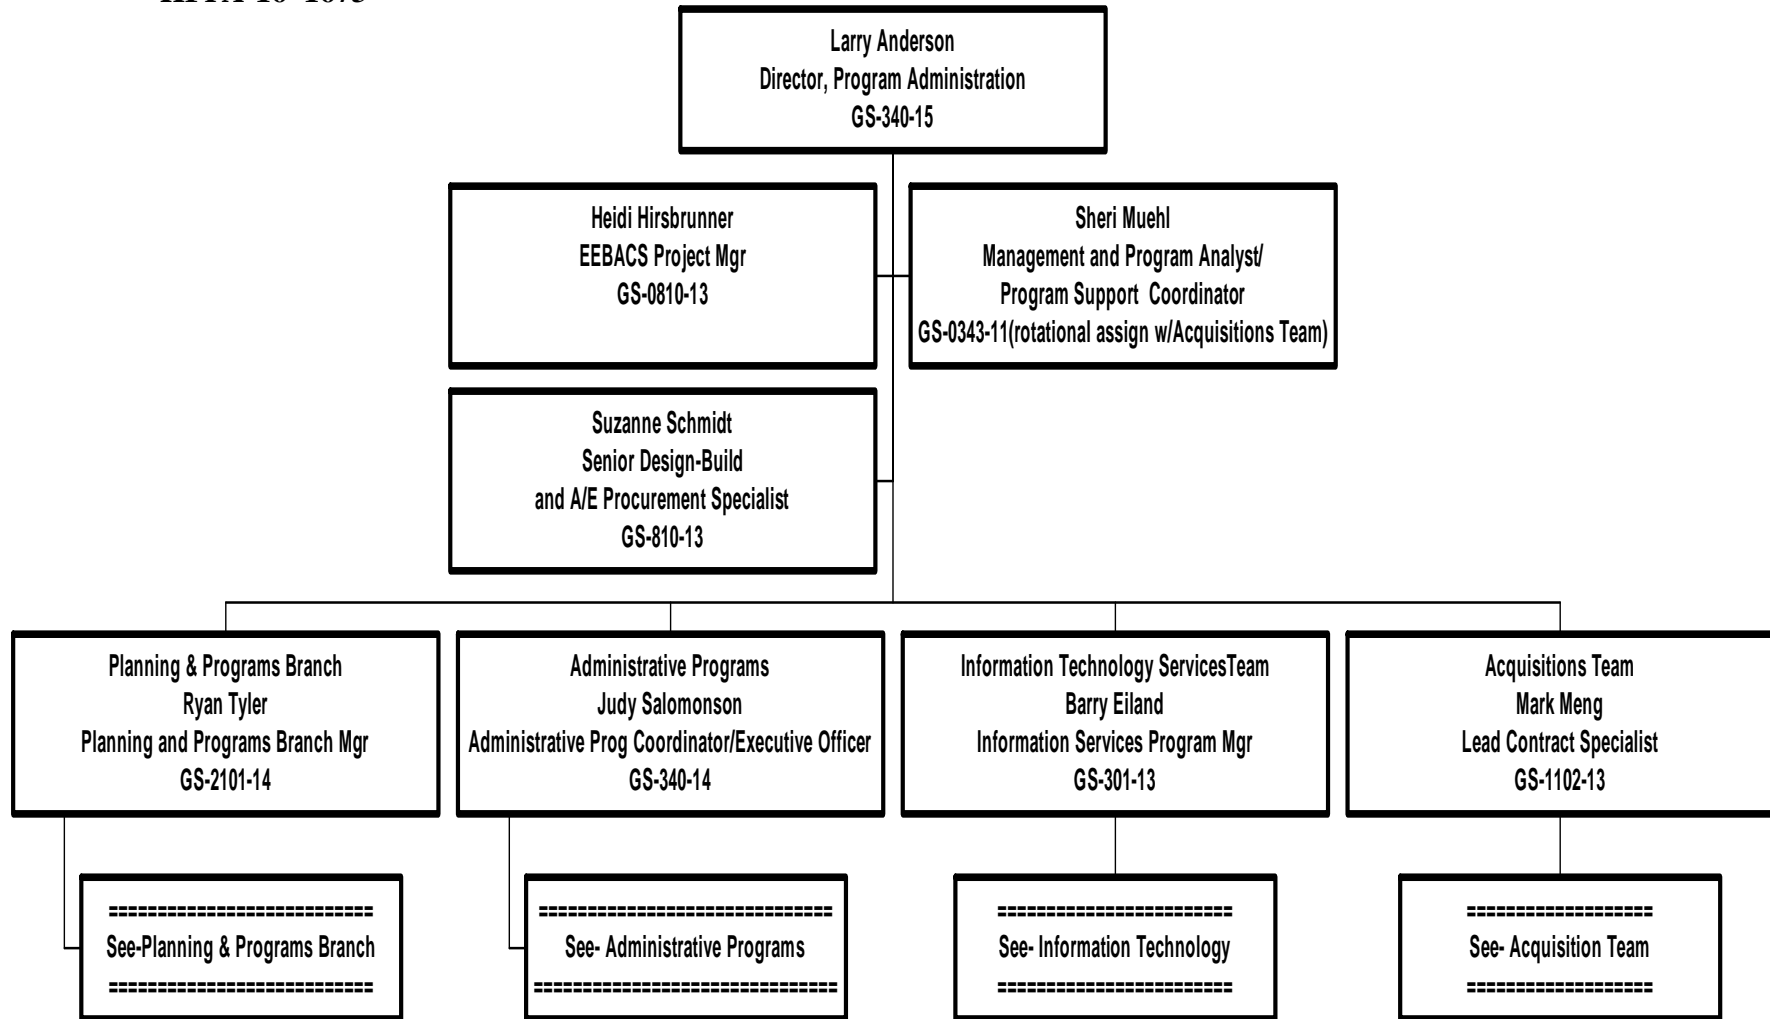 Larry Anderson
Director, Program Administration
GS-340-15
Heidi Hirsbrunner
EEBACS Project Mgr
GS-0810-13
Sheri Muehl
Management and Program Analyst/
Program Support Coordinator
GS-0343-11(rotational assign w/Acquisitions Team)
Suzanne Schmidt
Senior Design-Build
and A/E Procurement Specialist
GS-810-13
Planning & Programs Branch
Ryan Tyler
Planning and Programs Branch Mgr
GS-2101-14
Administrative Programs
Judy Salomonson
Administrative Prog Coordinator/Executive Officer
GS-340-14
Information Technology ServicesTeam
Barry Eiland
Information Services Program Mgr
GS-301-13
Acquisitions Team
Mark Meng
Lead Contract Specialist
GS-1102-13
===========================
See-Planning & Programs Branch
===========================
==============================
See- Administrative Programs
===============================
========================
See- Information Technology
========================
===================
See- Acquisition Team
===================